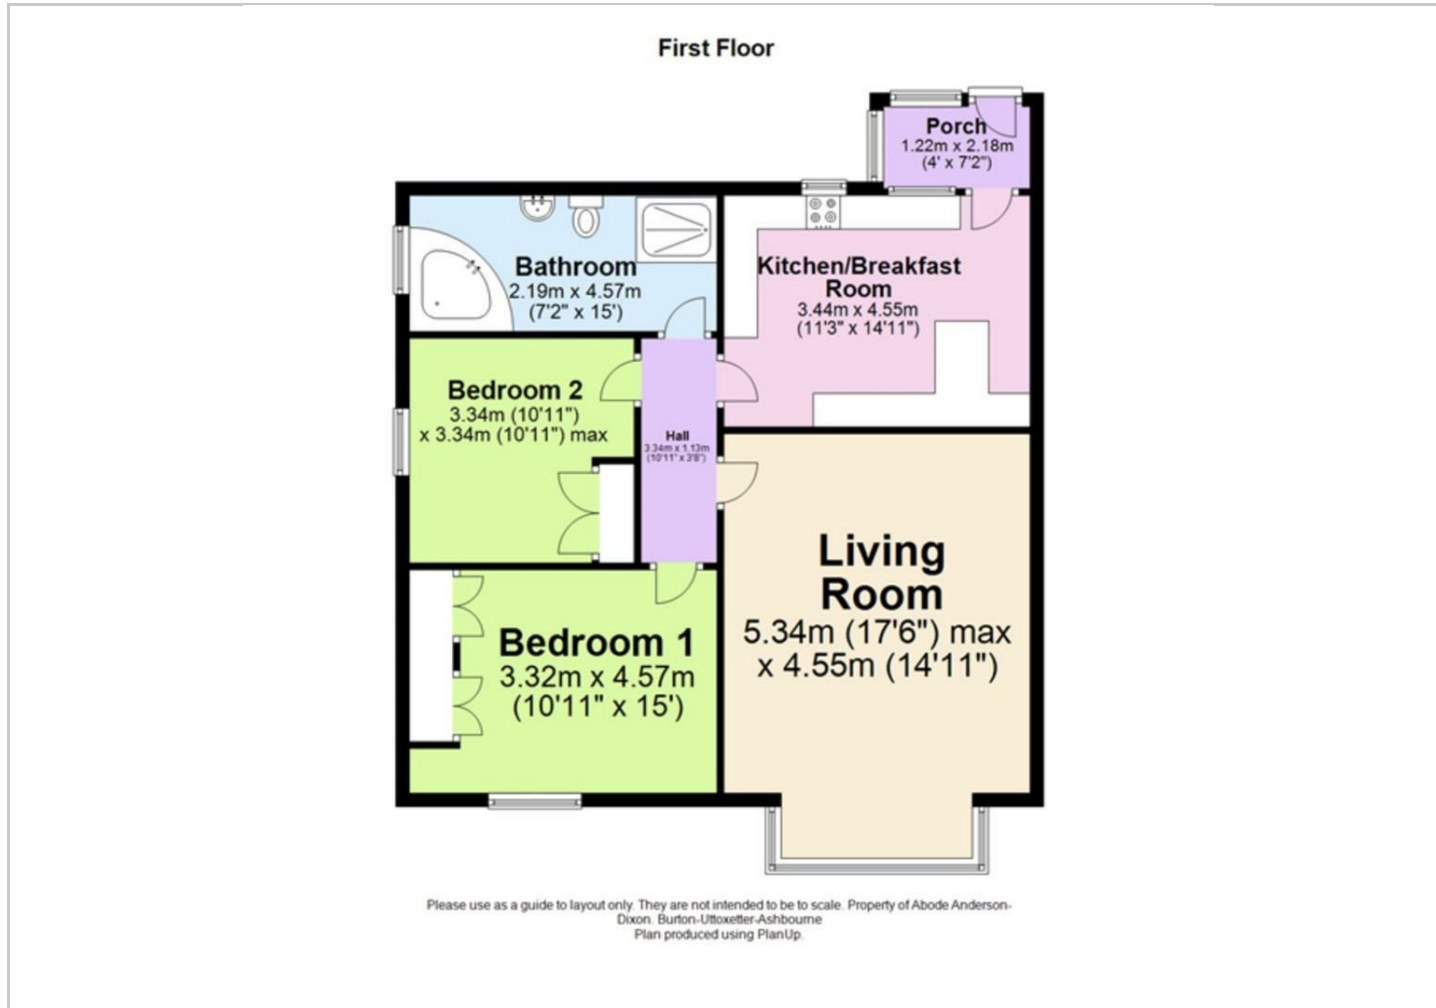 First Floor
Porch
1.22m x 2.18m
(4' x 7'2")
Bathroom
2.19m x 4.57m
(7'2" x 15')
Kitchen/Breakfast
Room
3.44m x 4.55m
(11'3" x 14'11")
Bedroom 2
3.34m (10'11")
x 3.34m (10'11") max
Hall
3.34m x 1.13m
(10'11" x 3'8")
Living
Room
5.34m (17'6") max
x 4.55m (14'11")
Bedroom 1
3.32m x 4.57m
(10'11" x 15')
Please use as a guide to layout only. They are not intended to be to scale. Property of Abode Anderson-
Dixon. Burton-Uttoxeter-Ashbourne
Plan produced using PlanUp.